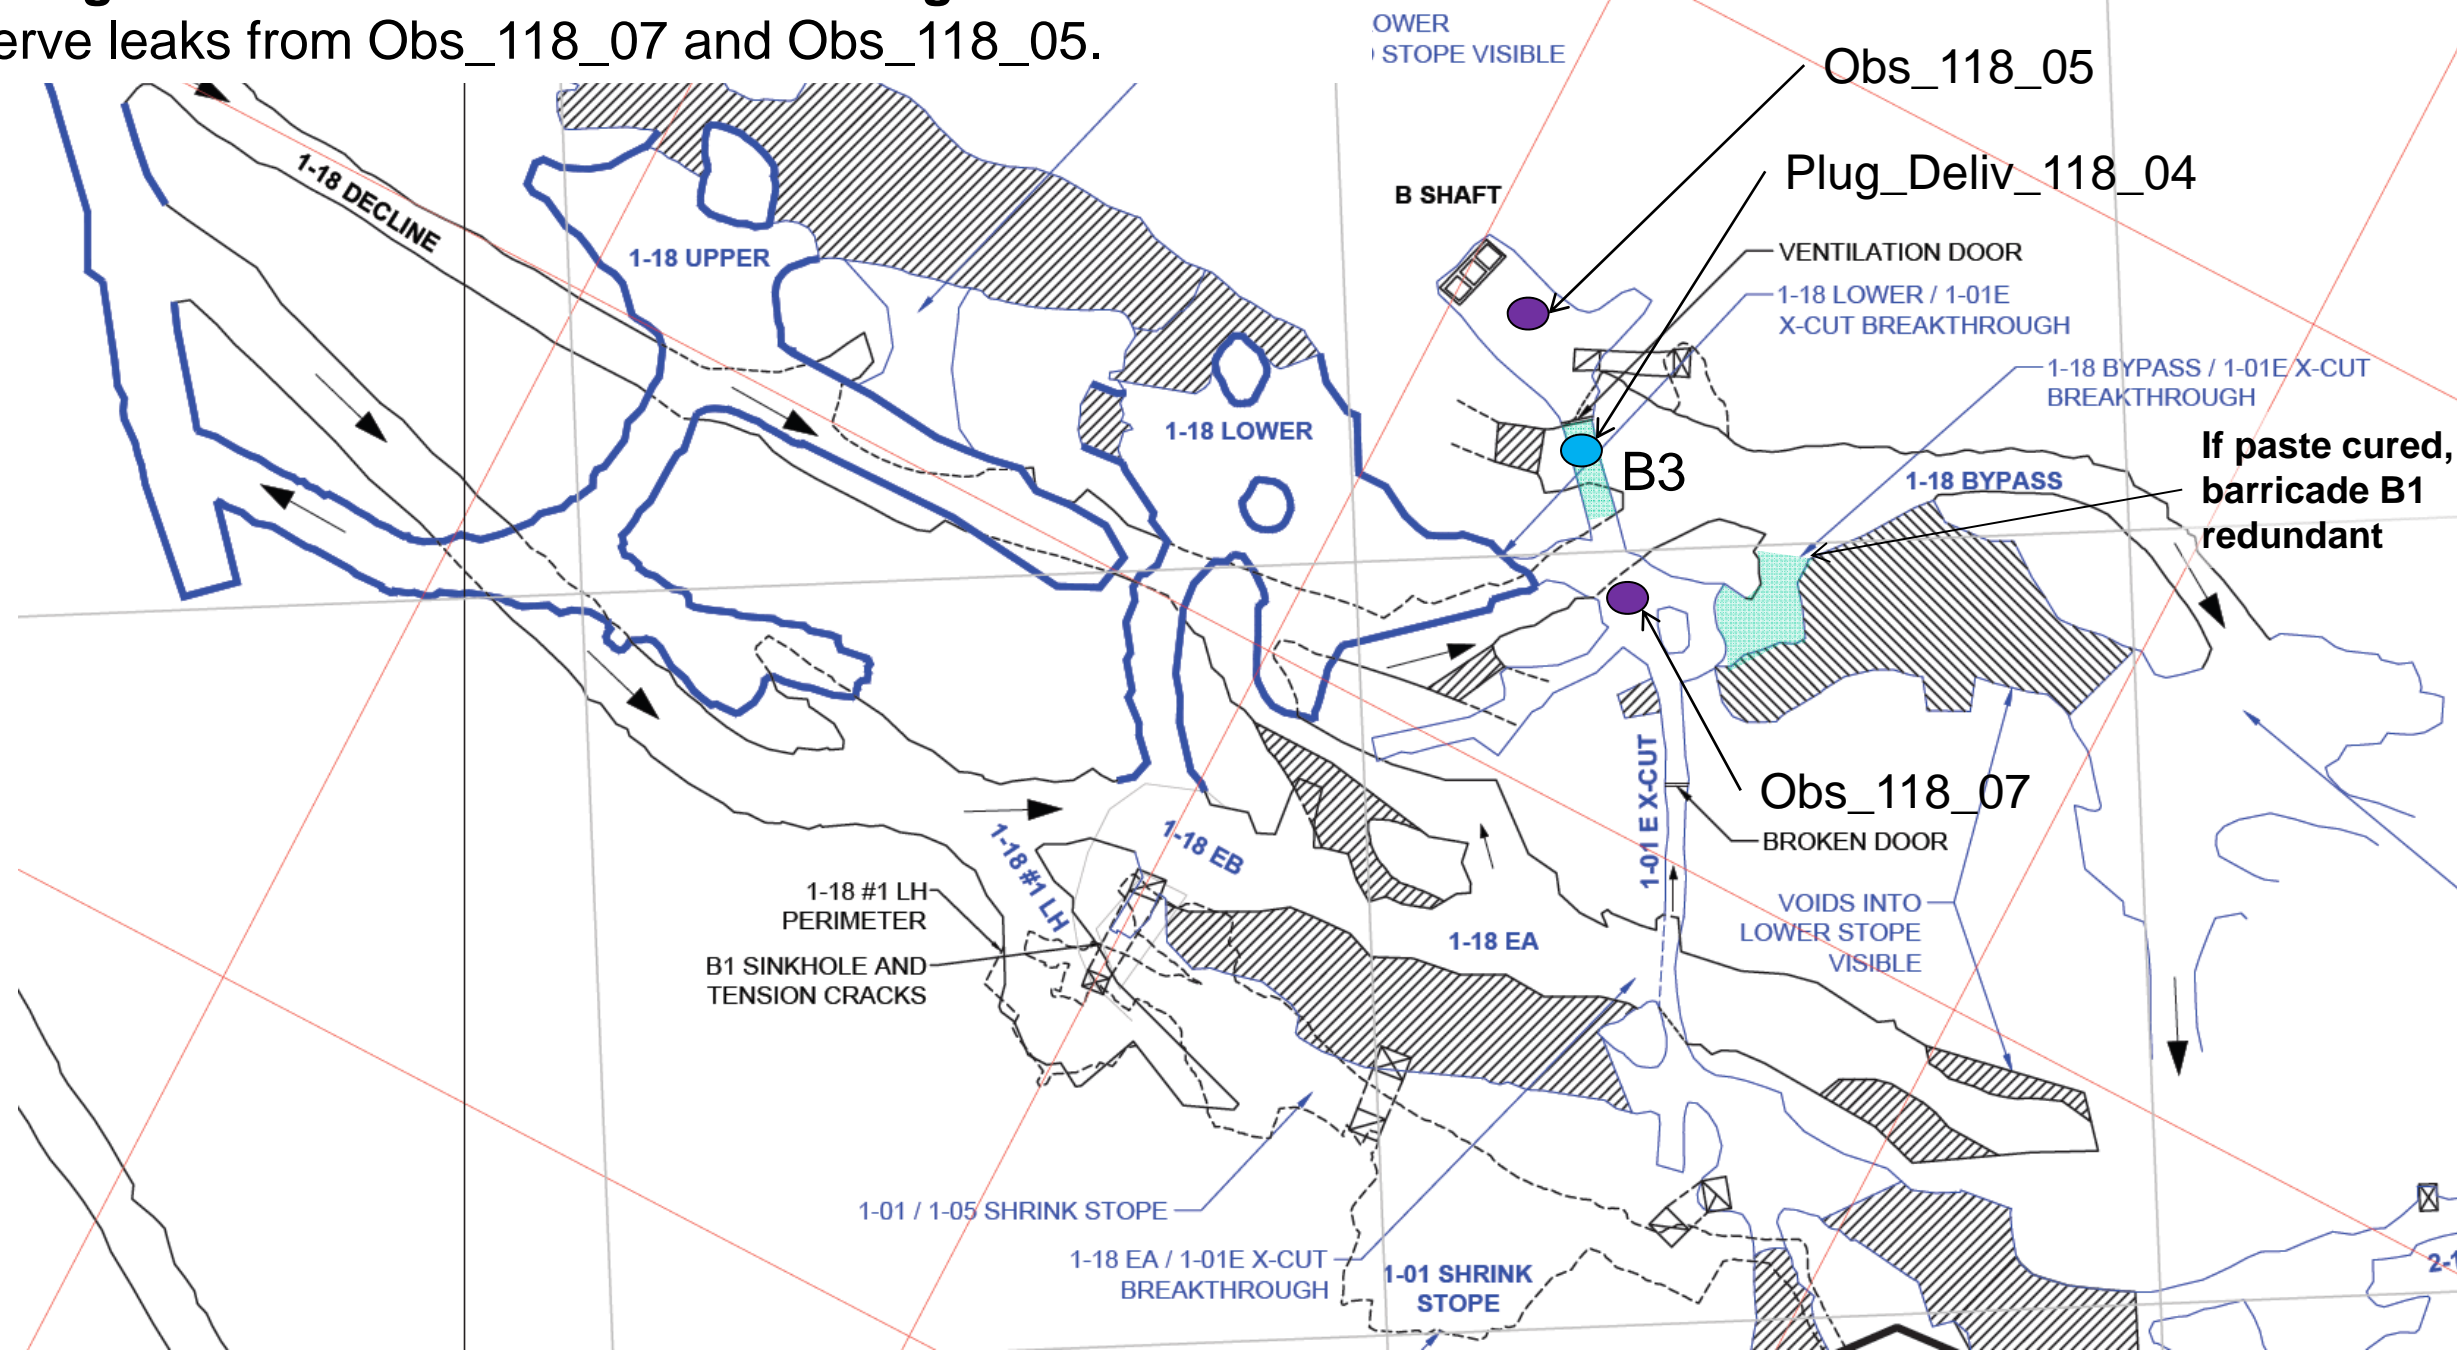 erve leaks from Obs_118_07 and Obs_118_05.
OWER
STOPE VISIBLE
Obs_118_05
Plug_Deliv_118_04
B SHAFT
VENTILATION DOOR
1-18 LOWER / 1-01E
X-CUT BREAKTHROUGH
1-18 BYPASS / 1-01E X-CUT
BREAKTHROUGH
1-18 DECLINE
1-18 UPPER
1-18 LOWER
B3
1-18 BYPASS
If paste cured,
barricade B1
redundant
1-01 E X-CUT
Obs_118_07
BROKEN DOOR
1-18 EB
1-18 #1 LH
1-18 #1 LH
PERIMETER
B1 SINKHOLE AND
TENSION CRACKS
1-18 EA
VOIDS INTO
LOWER STOPE
VISIBLE
1-01 / 1-05 SHRINK STOPE
1-18 EA / 1-01E X-CUT
BREAKTHROUGH
1-01 SHRINK
STOPE